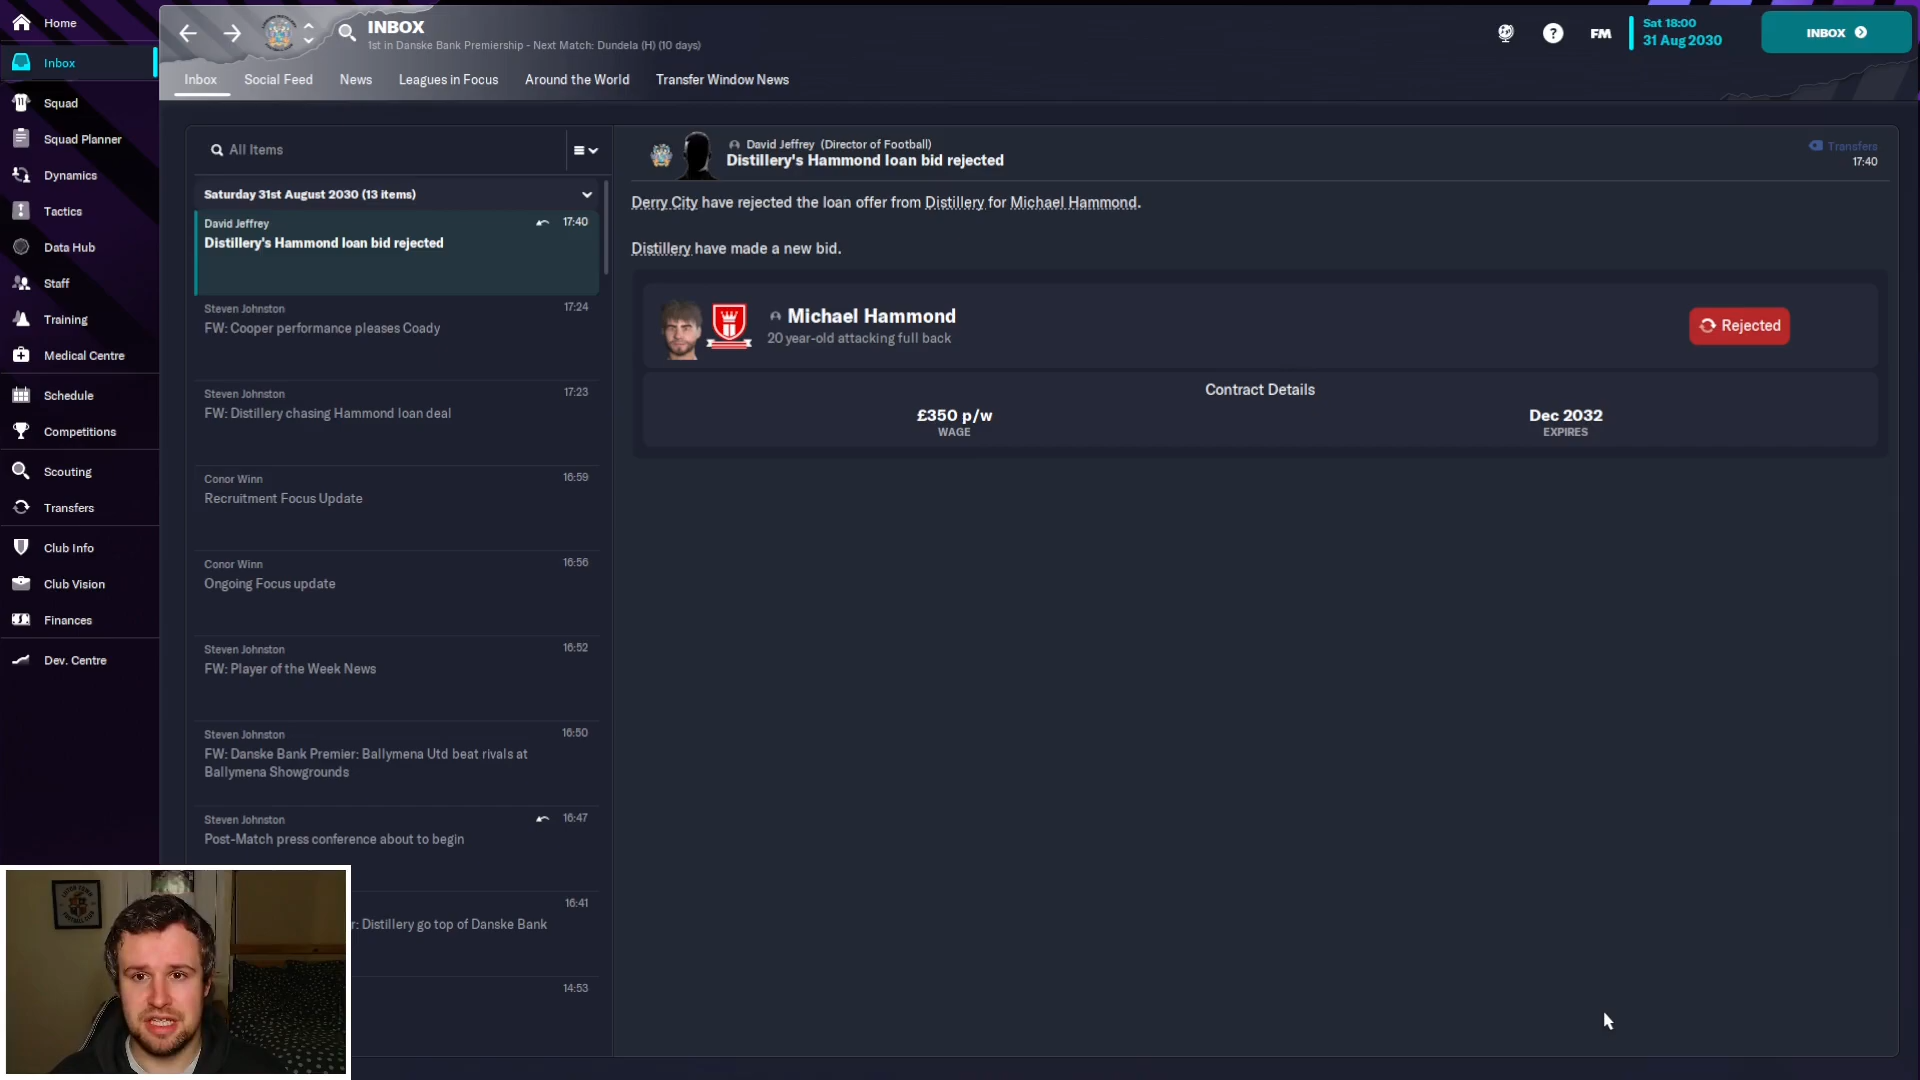 Home
Inbox
Squad
Squad Planner
Dynamics
Tactics
Data Hub
Staff
Training
Medical Centre
Schedule
Competitions
Scouting
Transfers
Club Info
Club Vision
Finances
Dev. Centre
INBOX
1st in Danske Bank Premiership - Next Match: Dundela (H) (10 days)
?
FM
Sat 18:00
31 Aug 2030
INBOX
Inbox
Social Feed
News
Leagues in Focus
Around the World
Transfer Window News
All Items
Saturday 31st August 2030 (13 items)
David Jeffrey
17:40
Distillery's Hammond loan bid rejected
Steven Johnston
17:24
FW: Cooper performance pleases Coady
Steven Johnston
17:23
FW: Distillery chasing Hammond loan deal
Conor Winn
16:59
Recruitment Focus Update
Conor Winn
16:56
Ongoing Focus update
Steven Johnston
16:52
FW: Player of the Week News
Steven Johnston
16:50
FW: Danske Bank Premier: Ballymena Utd beat rivals at
Ballymena Showgrounds
Steven Johnston
16:47
Post-Match press conference about to begin
16:41
r: Distillery go top of Danske Bank
14:53
David Jeffrey (Director of Football)
Distillery's Hammond loan bid rejected
Transfers
17:40
Derry City have rejected the loan offer from Distillery for Michael Hammond.
Distillery have made a new bid.
Michael Hammond
20 year-old attacking full back
Rejected
Contract Details
£350 p/w
WAGE
Dec 2032
EXPIRES